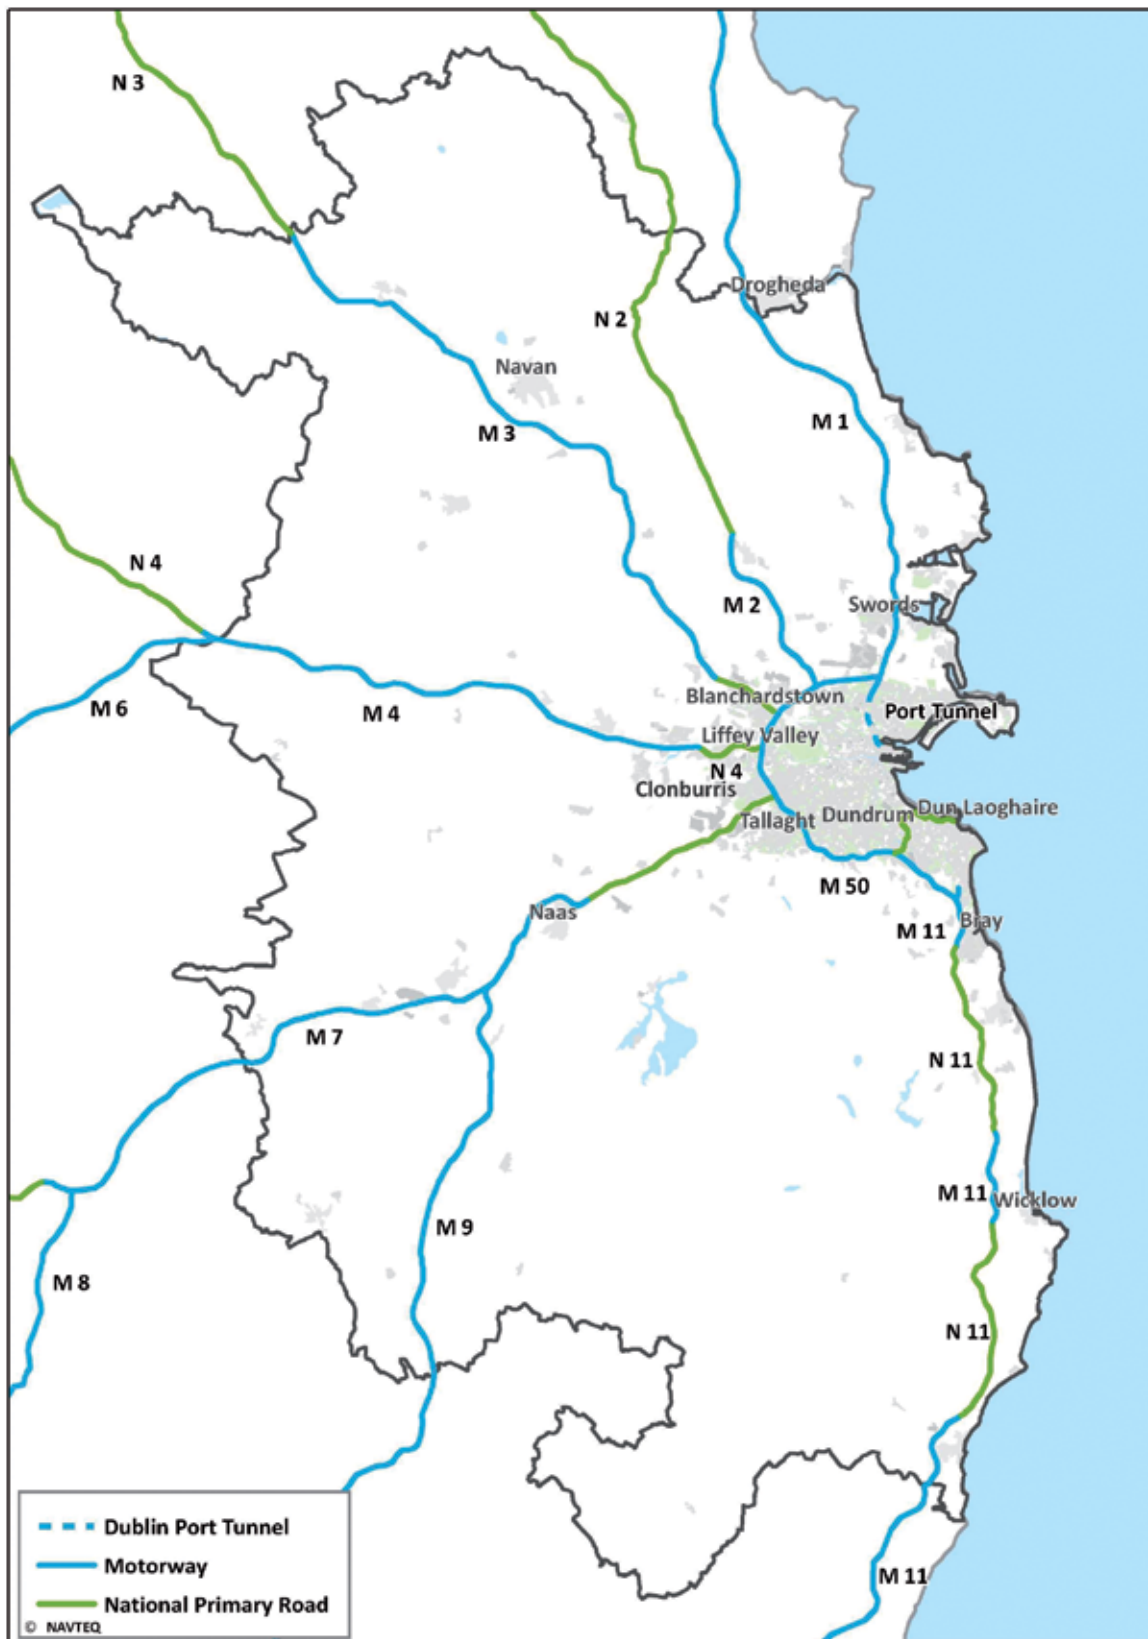 N 3
Drogheda
N 2
Navan
M 1
M 3
N 4
M 2
Swords
Blanchardstown
M 6
M 4
Port Tunnel
Liffey Valley
N 4
Clonburris
Dun Laoghaire
Tallaght
Dundrum
M 50
Naas
M 11
Bray
M 7
N 11
M 11
Wicklow
M 9
M 8
N 11
Dublin Port Tunnel
Motorway
M 11
National Primary Road
© NAVTEQ